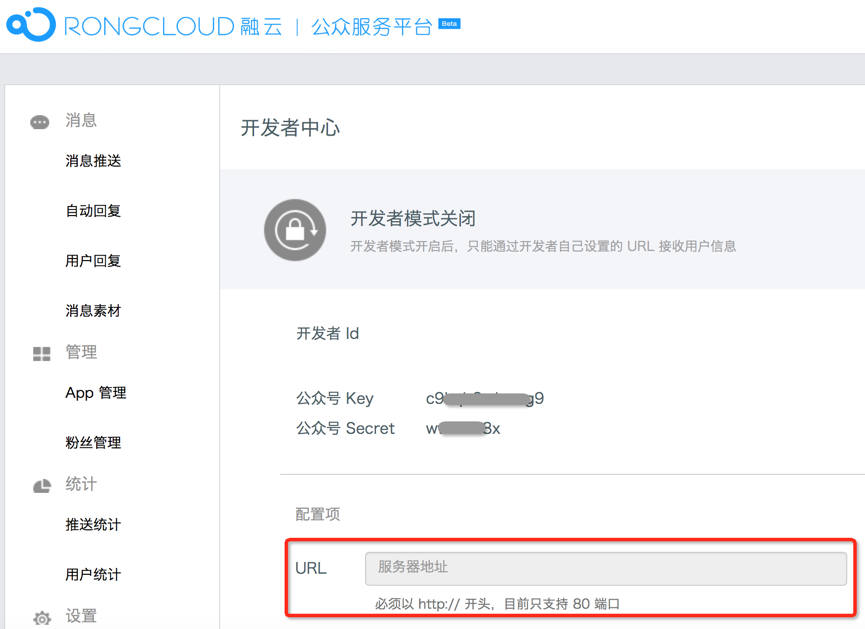 RONGCLOUD 融云 | 公众服务平台 Beta
消息
消息推送
自动回复
用户回复
消息素材
管理
App 管理
粉丝管理
统计
推送统计
用户统计
设置
开发者中心
开发者模式关闭
开发者模式开启后，只能通过开发者自己设置的 URL 接收用户信息
开发者 Id
公众号 Key
公众号 Secret
配置项
URL 服务器地址
必须以 http:// 开头，目前只支持 80 端口